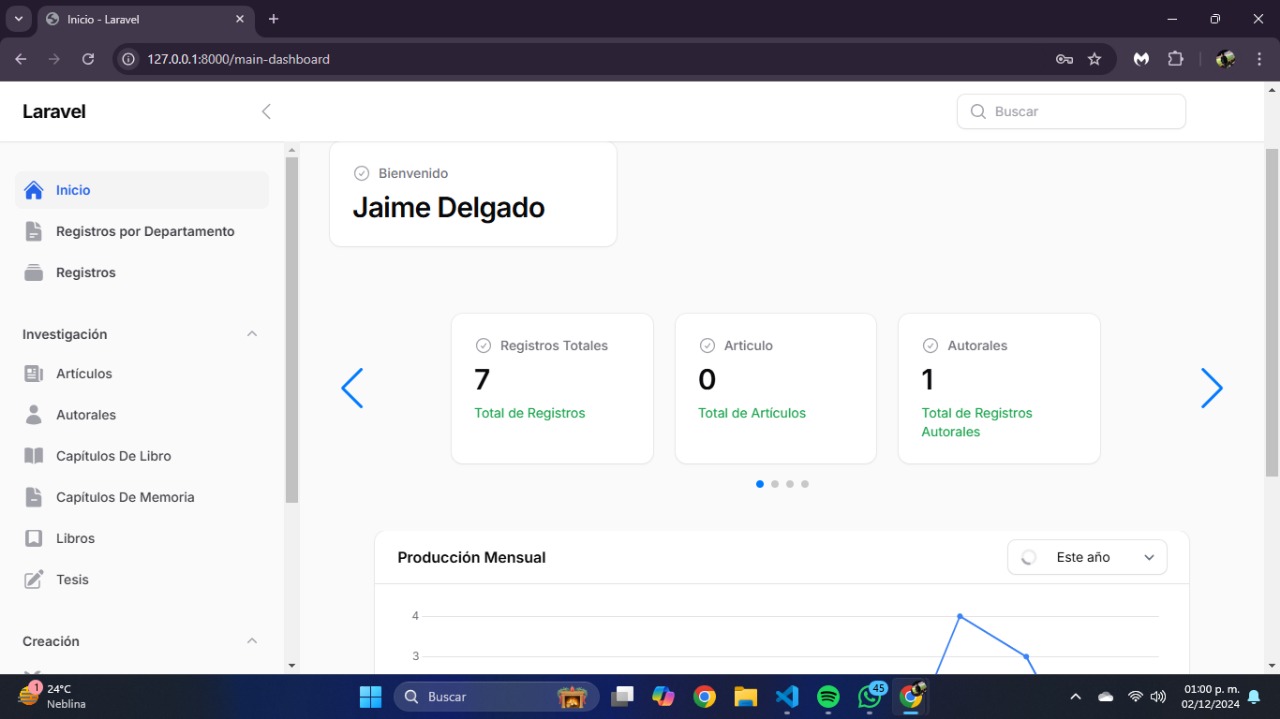 Inicio - Laravel
127.0.0.1:8000/main-dashboard
Laravel
Buscar
Inicio
Registros por Departamento
Registros
Investigación
Artículos
Autorales
Capítulos De Libro
Capítulos De Memoria
Libros
Tesis
Creación
Bienvenido
Jaime Delgado
Registros Totales
7
Total de Registros
Articulo
0
Total de Artículos
Autorales
1
Total de Registros
Autorales
Producción Mensual
Este año
4
3
1
24°C
Neblina
Buscar
45
01:00 p. m.
02/12/2024